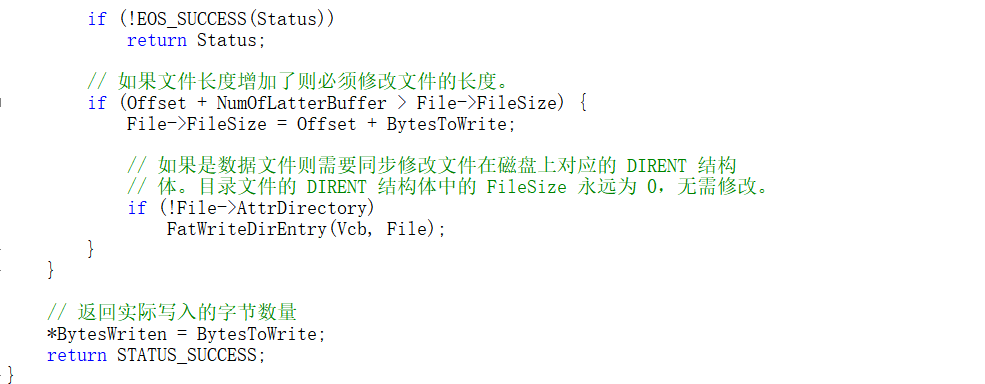 if (!EOS_SUCCESS(Status))
return Status;
// 如果文件长度增加了则必须修改文件的长度。
if (Offset + NumOfLatterBuffer > File->FileSize) {
File->FileSize = Offset + BytesToWrite;
// 如果是数据文件则需要同步修改文件在磁盘上对应的 DIRENT 结构
// 体。目录文件的 DIRENT 结构体中的 FileSize 永远为 0，无需修改。
if (!File->AttrDirectory)
FatWriteDirEntry(Vcb, File);
}
}
// 返回实际写入的字节数量
*BytesWriten = BytesToWrite;
return STATUS_SUCCESS;
}